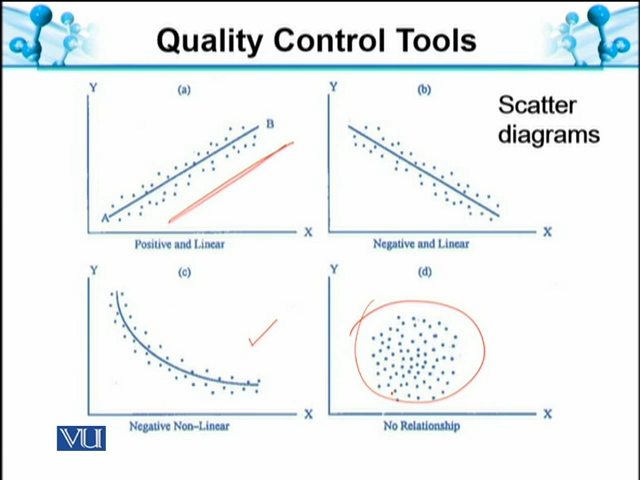 Quality Control Tools
Scatter
diagrams
Y
(a)
B
A
X
Positive and Linear
Y
(b)
X
Negative and Linear
Y
(c)
X
Negative Non-Linear
Y
(d)
X
No Relationship
VU